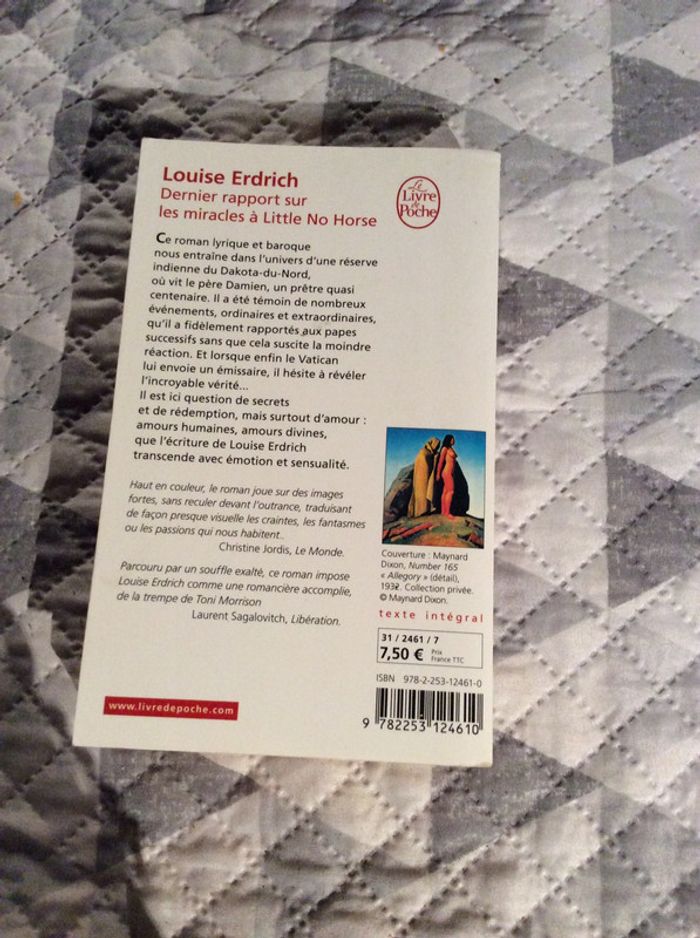 Louise Erdrich
Dernier rapport sur
les miracles à Little No Horse
Le
Livre
de
Poche
Ce roman lyrique et baroque
nous entraîne dans l'univers d'une réserve
indienne du Dakota-du-Nord,
où vit le père Damien, un prêtre quasi
centenaire. Il a été témoin de nombreux
événements, ordinaires et extraordinaires,
qu'il a fidèlement rapportés aux papes
successifs sans que cela suscite la moindre
réaction. Et lorsque enfin le Vatican
lui envoie un émissaire, il hésite à révéler
l'incroyable vérité...
Il est ici question de secrets
et de rédemption, mais surtout d'amour :
amours humaines, amours divines,
que l'écriture de Louise Erdrich
transcende avec émotion et sensualité.
Haut en couleur, le roman joue sur des images
fortes, sans reculer devant l'outrance, traduisant
de façon presque visuelle les craintes, les fantasmes
ou les passions qui nous habitent..
Christine Jordis, Le Monde.
Parcouru par un souffle exalté, ce roman impose
Louise Erdrich comme une romancière accomplie,
de la trempe de Toni Morrison
Laurent Sagalovitch, Libération.
www.livredepoche.com
Couverture : Maynard
Dixon, Number 165
« Allegory » (détail),
1932. Collection privée.
© Maynard Dixon.
texte intégral
31 / 2461 / 7
7,50 € Prix
France TTC
ISBN 978-2-253-12461-0
9 782253 124610